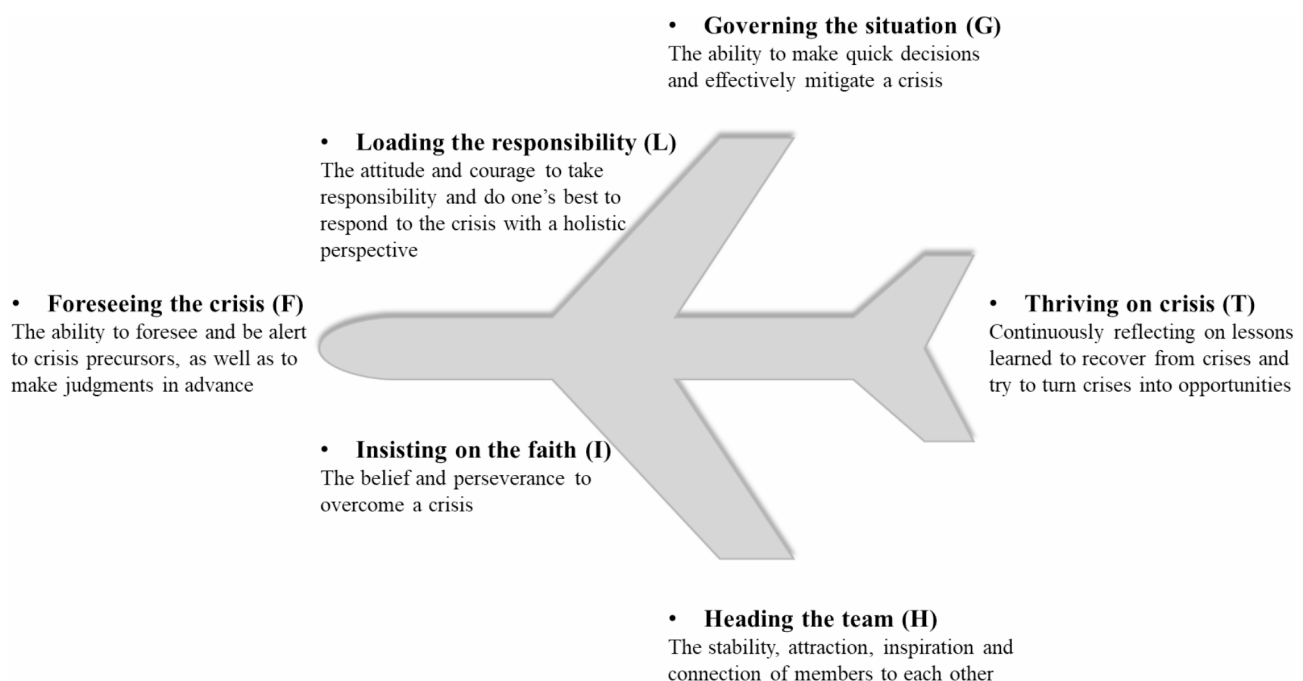 • Governing the situation (G)
The ability to make quick decisions
and effectively mitigate a crisis
• Loading the responsibility (L)
The attitude and courage to take
responsibility and do one's best to
respond to the crisis with a holistic
perspective
• Foreseeing the crisis (F)
The ability to foresee and be alert
to crisis precursors, as well as to
make judgments in advance
• Thriving on crisis (T)
Continuously reflecting on lessons
learned to recover from crises and
try to turn crises into opportunities
• Insisting on the faith (I)
The belief and perseverance to
overcome a crisis
• Heading the team (H)
The stability, attraction, inspiration and
connection of members to each other